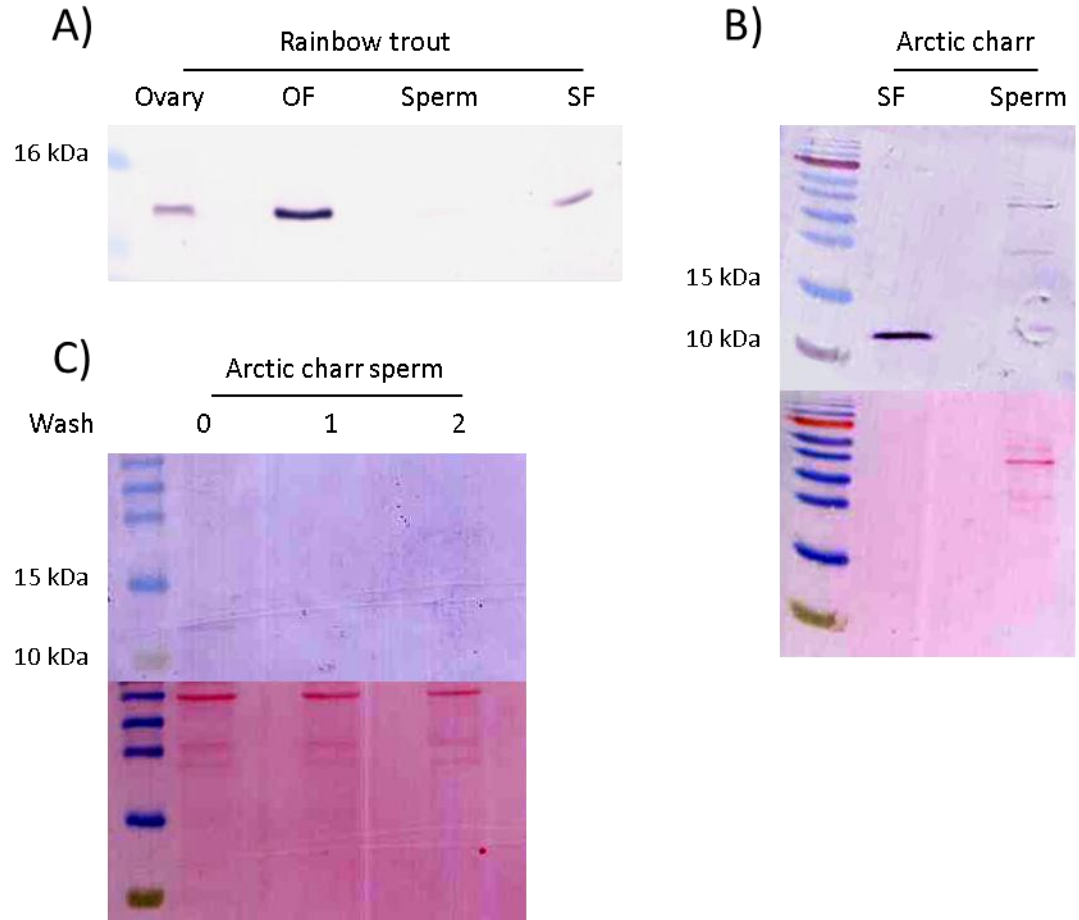 A)
Rainbow trout
Ovary OF Sperm SF
16 kDa
B)
Arctic charr
SF Sperm
15 kDa
10 kDa
C)
Arctic charr sperm
Wash 0 1 2
15 kDa
10 kDa